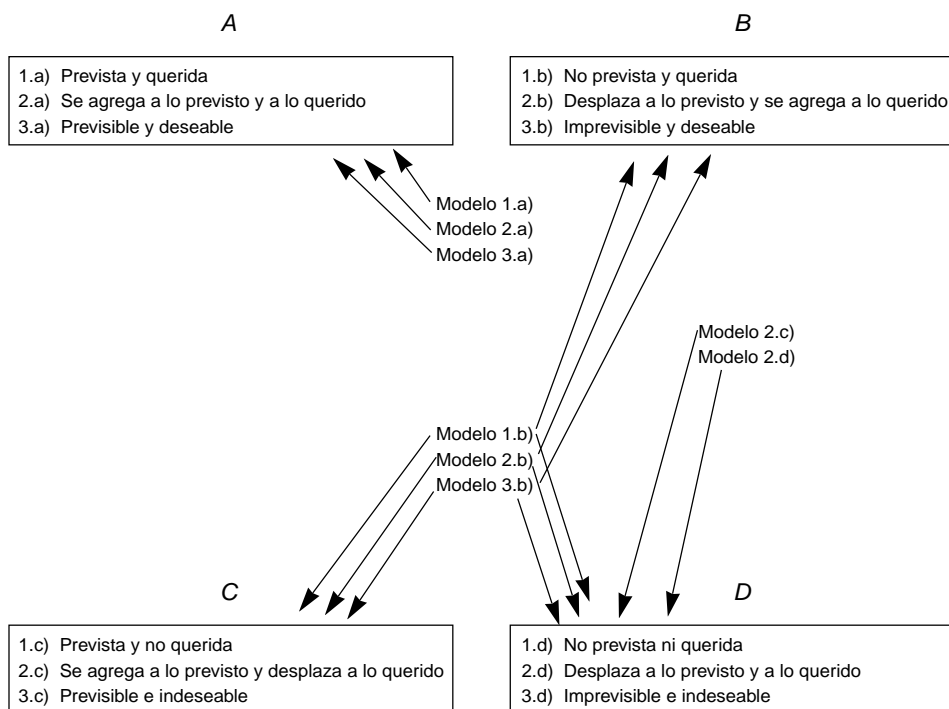 A
B
1.a) Prevista y querida
2.a) Se agrega a lo previsto y a lo querido
3.a) Previsible y deseable
1.b) No prevista y querida
2.b) Desplaza a lo previsto y se agrega a lo querido
3.b) Imprevisible y deseable
Modelo 1.a)
Modelo 2.a)
Modelo 3.a)
Modelo 2.c)
Modelo 2.d)
Modelo 1.b)
Modelo 2.b)
Modelo 3.b)
C
D
1.c) Prevista y no querida
2.c) Se agrega a lo previsto y desplaza a lo querido
3.c) Previsible e indeseable
1.d) No prevista ni querida
2.d) Desplaza a lo previsto y a lo querido
3.d) Imprevisible e indeseable